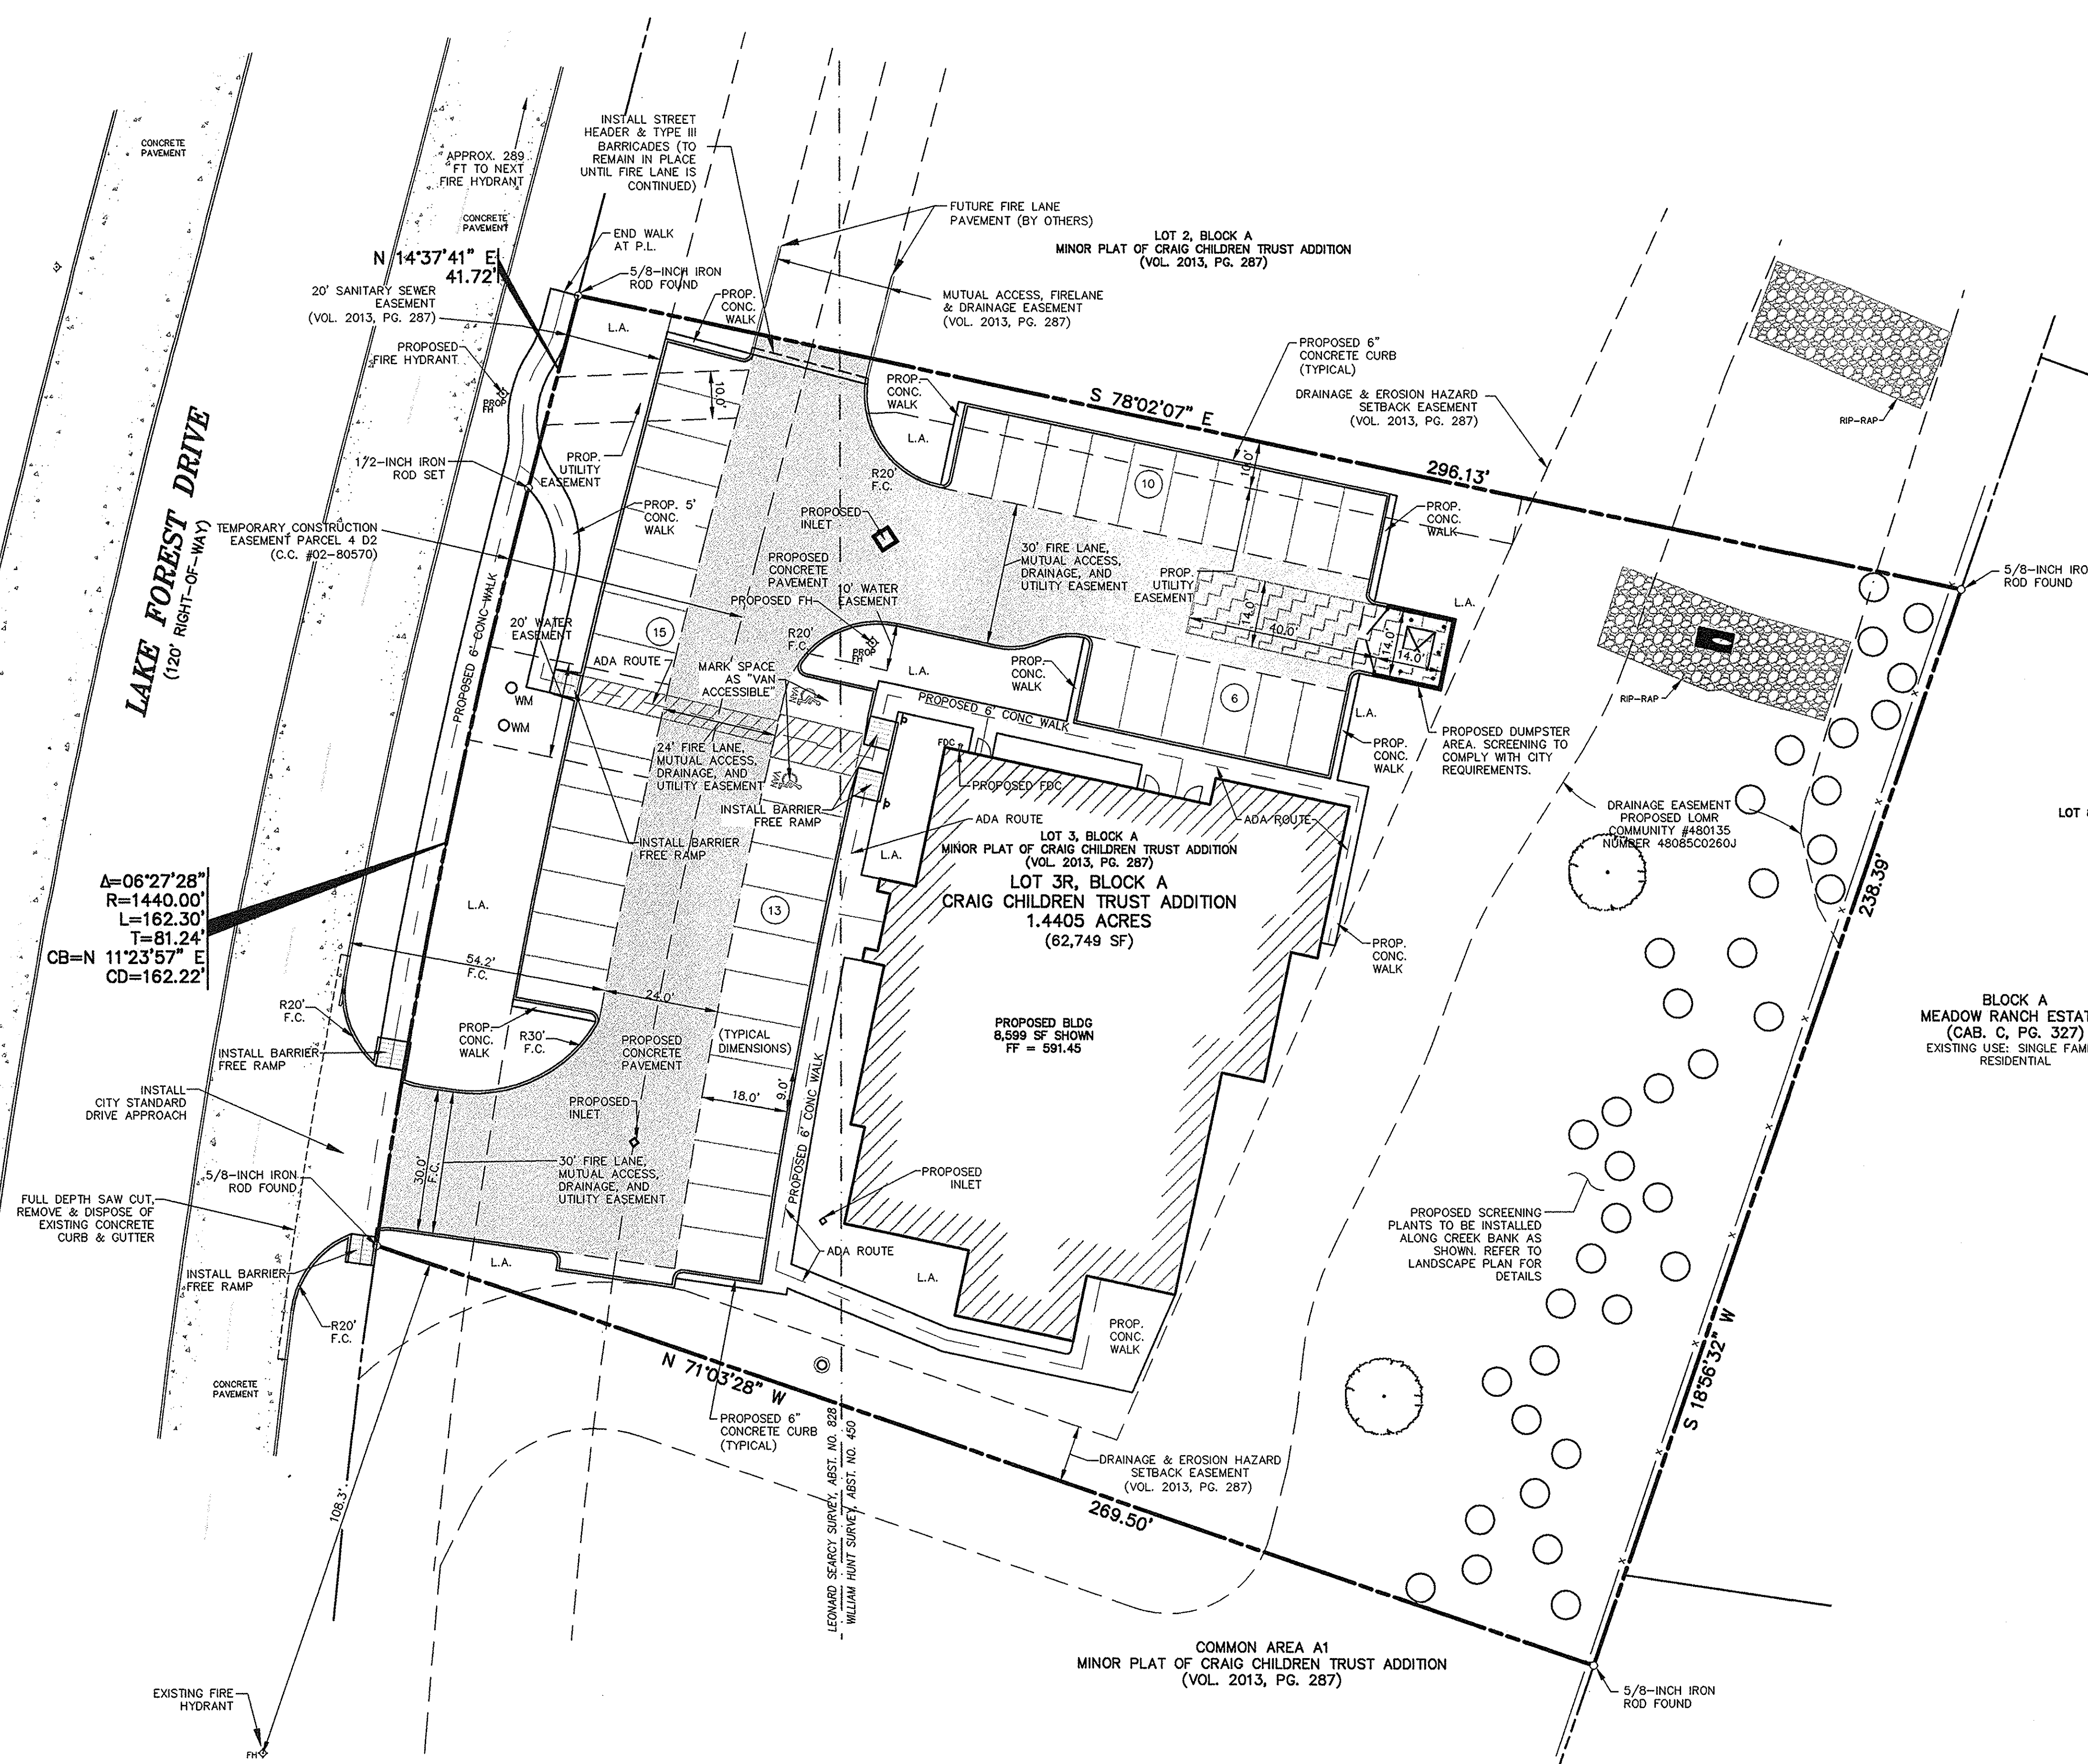 CONCRETE
PAVEMENT
APPROX. 289
FT TO NEXT
FIRE HYDRANT
CONCRETE
PAVEMENT
INSTALL STREET
HEADER & TYPE III
BARRICADES (TO
REMAIN IN PLACE
UNTIL FIRE LANE IS
CONTINUED)
FUTURE FIRE LANE
PAVEMENT (BY OTHERS)
LOT 2, BLOCK A
MINOR PLAT OF CRAIG CHILDREN TRUST ADDITION
(VOL. 2013, PG. 287)
END WALK
AT P.L.
N 14°37'41" E
41.72'
5/8-INCH IRON
ROD FOUND
20' SANITARY SEWER
EASEMENT
(VOL. 2013, PG. 287)
L.A.
PROP.
CONC.
WALK
MUTUAL ACCESS, FIRELANE
& DRAINAGE EASEMENT
(VOL. 2013, PG. 287)
PROPOSED
FIRE HYDRANT
PROP
FH
10.0'
PROP.
CONC.
WALK
L.A.
PROPOSED 6"
CONCRETE CURB
(TYPICAL)
DRAINAGE & EROSION HAZARD
SETBACK EASEMENT
(VOL. 2013, PG. 287)
S 78°02'07" E
296.13'
RIP-RAP
LAKE FOREST DRIVE
(120' RIGHT-OF-WAY)
1/2-INCH IRON
ROD SET
PROP.
UTILITY
EASEMENT
R20'
F.C.
10.0'
10
PROP. 5'
CONC.
WALK
PROPOSED
INLET
PROP.
CONC.
WALK
TEMPORARY CONSTRUCTION
EASEMENT PARCEL 4 D2
(C.C. #02-80570)
PROPOSED
CONCRETE
PAVEMENT
30' FIRE LANE,
MUTUAL ACCESS,
DRAINAGE, AND
UTILITY EASEMENT
PROP.
UTILITY
EASEMENT
5/8-INCH IRO
ROD FOUND
PROPOSED FH
10' WATER
EASEMENT
14.0'
40.0'
14.0'
14.0'
L.A.
PROPOSED 6' CONC WALK
20' WATER
EASEMENT
15
R20'
F.C.
PROP
FH
L.A.
PROP.
CONC.
WALK
ADA ROUTE
MARK SPACE
AS "VAN
ACCESSIBLE"
6
RIP-RAP
WM
WM
PROPOSED 6' CONC WALK
L.A.
24' FIRE LANE,
MUTUAL ACCESS,
DRAINAGE, AND
UTILITY EASEMENT
FDC
PROP.
CONC.
WALK
PROPOSED DUMPSTER
AREA. SCREENING TO
COMPLY WITH CITY
REQUIREMENTS.
PROPOSED FDC
INSTALL BARRIER
FREE RAMP
ADA ROUTE
ADA ROUTE
INSTALL BARRIER
FREE RAMP
L.A.
DRAINAGE EASEMENT
PROPOSED LOMR
COMMUNITY #480135
NUMBER 48085C0260J
LOT
LOT 3, BLOCK A
MINOR PLAT OF CRAIG CHILDREN TRUST ADDITION
(VOL. 2013, PG. 287)
LOT 3R, BLOCK A
CRAIG CHILDREN TRUST ADDITION
1.4405 ACRES
(62,749 SF)
Δ=06°27'28"
R=1440.00'
L=162.30'
T=81.24'
CB=N 11°23'57" E
CD=162.22'
L.A.
13
238.39'
PROP.
CONC.
WALK
54.2'
F.C.
24.0'
R20'
F.C.
PROP.
CONC.
WALK
R30'
F.C.
PROPOSED
CONCRETE
PAVEMENT
(TYPICAL
DIMENSIONS)
PROPOSED BLDG
8,599 SF SHOWN
FF = 591.45
BLOCK A
MEADOW RANCH ESTAT
(CAB. C, PG. 327)
EXISTING USE: SINGLE FAMI
RESIDENTIAL
INSTALL BARRIER
FREE RAMP
INSTALL
CITY STANDARD
DRIVE APPROACH
PROPOSED
INLET
18.0'
9.0'
PROPOSED 6' CONC WALK
30.0'
F.C.
30' FIRE LANE,
MUTUAL ACCESS,
DRAINAGE, AND
UTILITY EASEMENT
PROPOSED
INLET
5/8-INCH IRON
ROD FOUND
FULL DEPTH SAW CUT,
REMOVE & DISPOSE OF
EXISTING CONCRETE
CURB & GUTTER
PROPOSED SCREENING
PLANTS TO BE INSTALLED
ALONG CREEK BANK AS
SHOWN. REFER TO
LANDSCAPE PLAN FOR
DETAILS
ADA ROUTE
L.A.
L.A.
INSTALL BARRIER
FREE RAMP
R20'
F.C.
PROP.
CONC.
WALK
CONCRETE
PAVEMENT
N 71°03'28" W
S 18°56'32" W
PROPOSED 6"
CONCRETE CURB
(TYPICAL)
LEONARD SEARCY SURVEY, ABST. NO. 828
WILLIAM HUNT SURVEY, ABST. NO. 450
DRAINAGE & EROSION HAZARD
SETBACK EASEMENT
(VOL. 2013, PG. 287)
269.50'
108.3'
COMMON AREA A1
MINOR PLAT OF CRAIG CHILDREN TRUST ADDITION
(VOL. 2013, PG. 287)
EXISTING FIRE
HYDRANT
FH
5/8-INCH IRON
ROD FOUND